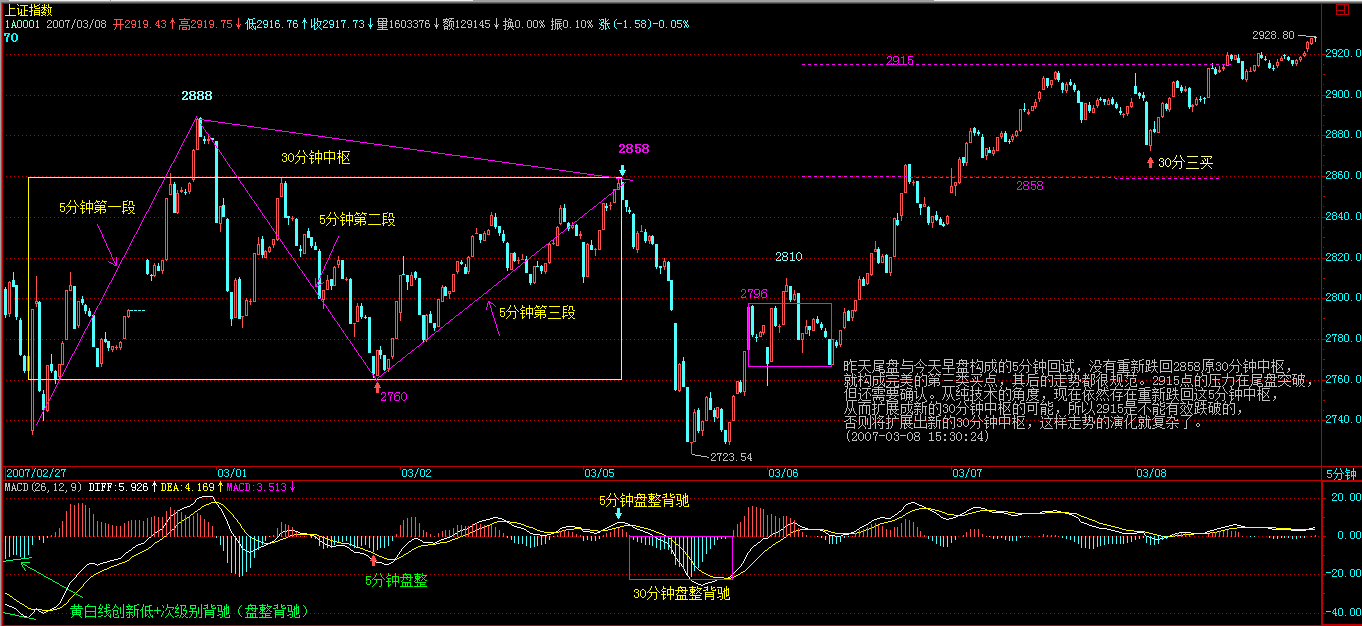 上证指数
1A0001 2007/03/08 开2919.43↑高2919.75↓低2916.76↑收2917.73↓量1603376↓额129145↓换0.00% 振0.10% 涨(-1.58)-0.05%
70
2928.80
2915
2920.0
2888
2900.0
2880.0
2858
30分钟中枢
30分三买
2860.0
2858
5分钟第一段
5分钟第二段
2840.0
2810
2820.0
2796
2800.0
5分钟第三段
2780.0
昨天尾盘与今天早盘构成的5分钟回试，没有重新跌回2858原30分钟中枢，
就构成完美的第三类买点，其后的走势都很规范。2915点的压力在尾盘突破，
但还需要确认。从纯技术的角度，现在依然存在重新跌回这5分钟中枢，
从而扩展成新的30分钟中枢的可能，所以2915是不能有效跌破的，
否则将扩展出新的30分钟中枢，这样走势的演化就复杂了。
(2007-03-08 15:30:24)
2760.0
2760
2740.0
2723.54
2007/02/27 03/01 03/02 03/05 03/06 03/07 03/08 5分钟
MACD(26,12,9) DIFF:5.926↑DEA:4.169↑MACD:3.513↓
5分钟盘整背驰
20.00
0.00
5分钟盘整
-20.00
30分钟盘整背驰
黄白线创新低+次级别背驰（盘整背驰）
-40.00